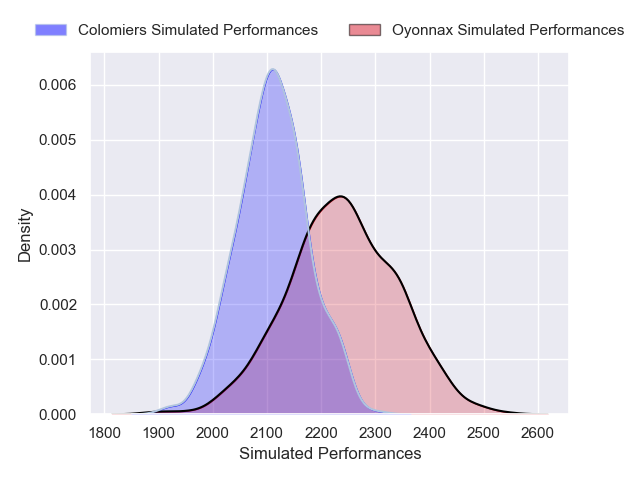 Colomiers Simulated Performances Oyonnax Simulated Performances
0.006
0.005
0.004
0.003
0.002
0.001
0.000
Density
1800 1900 2000 2100 2200 2300 2400 2500 2600
Simulated Performances